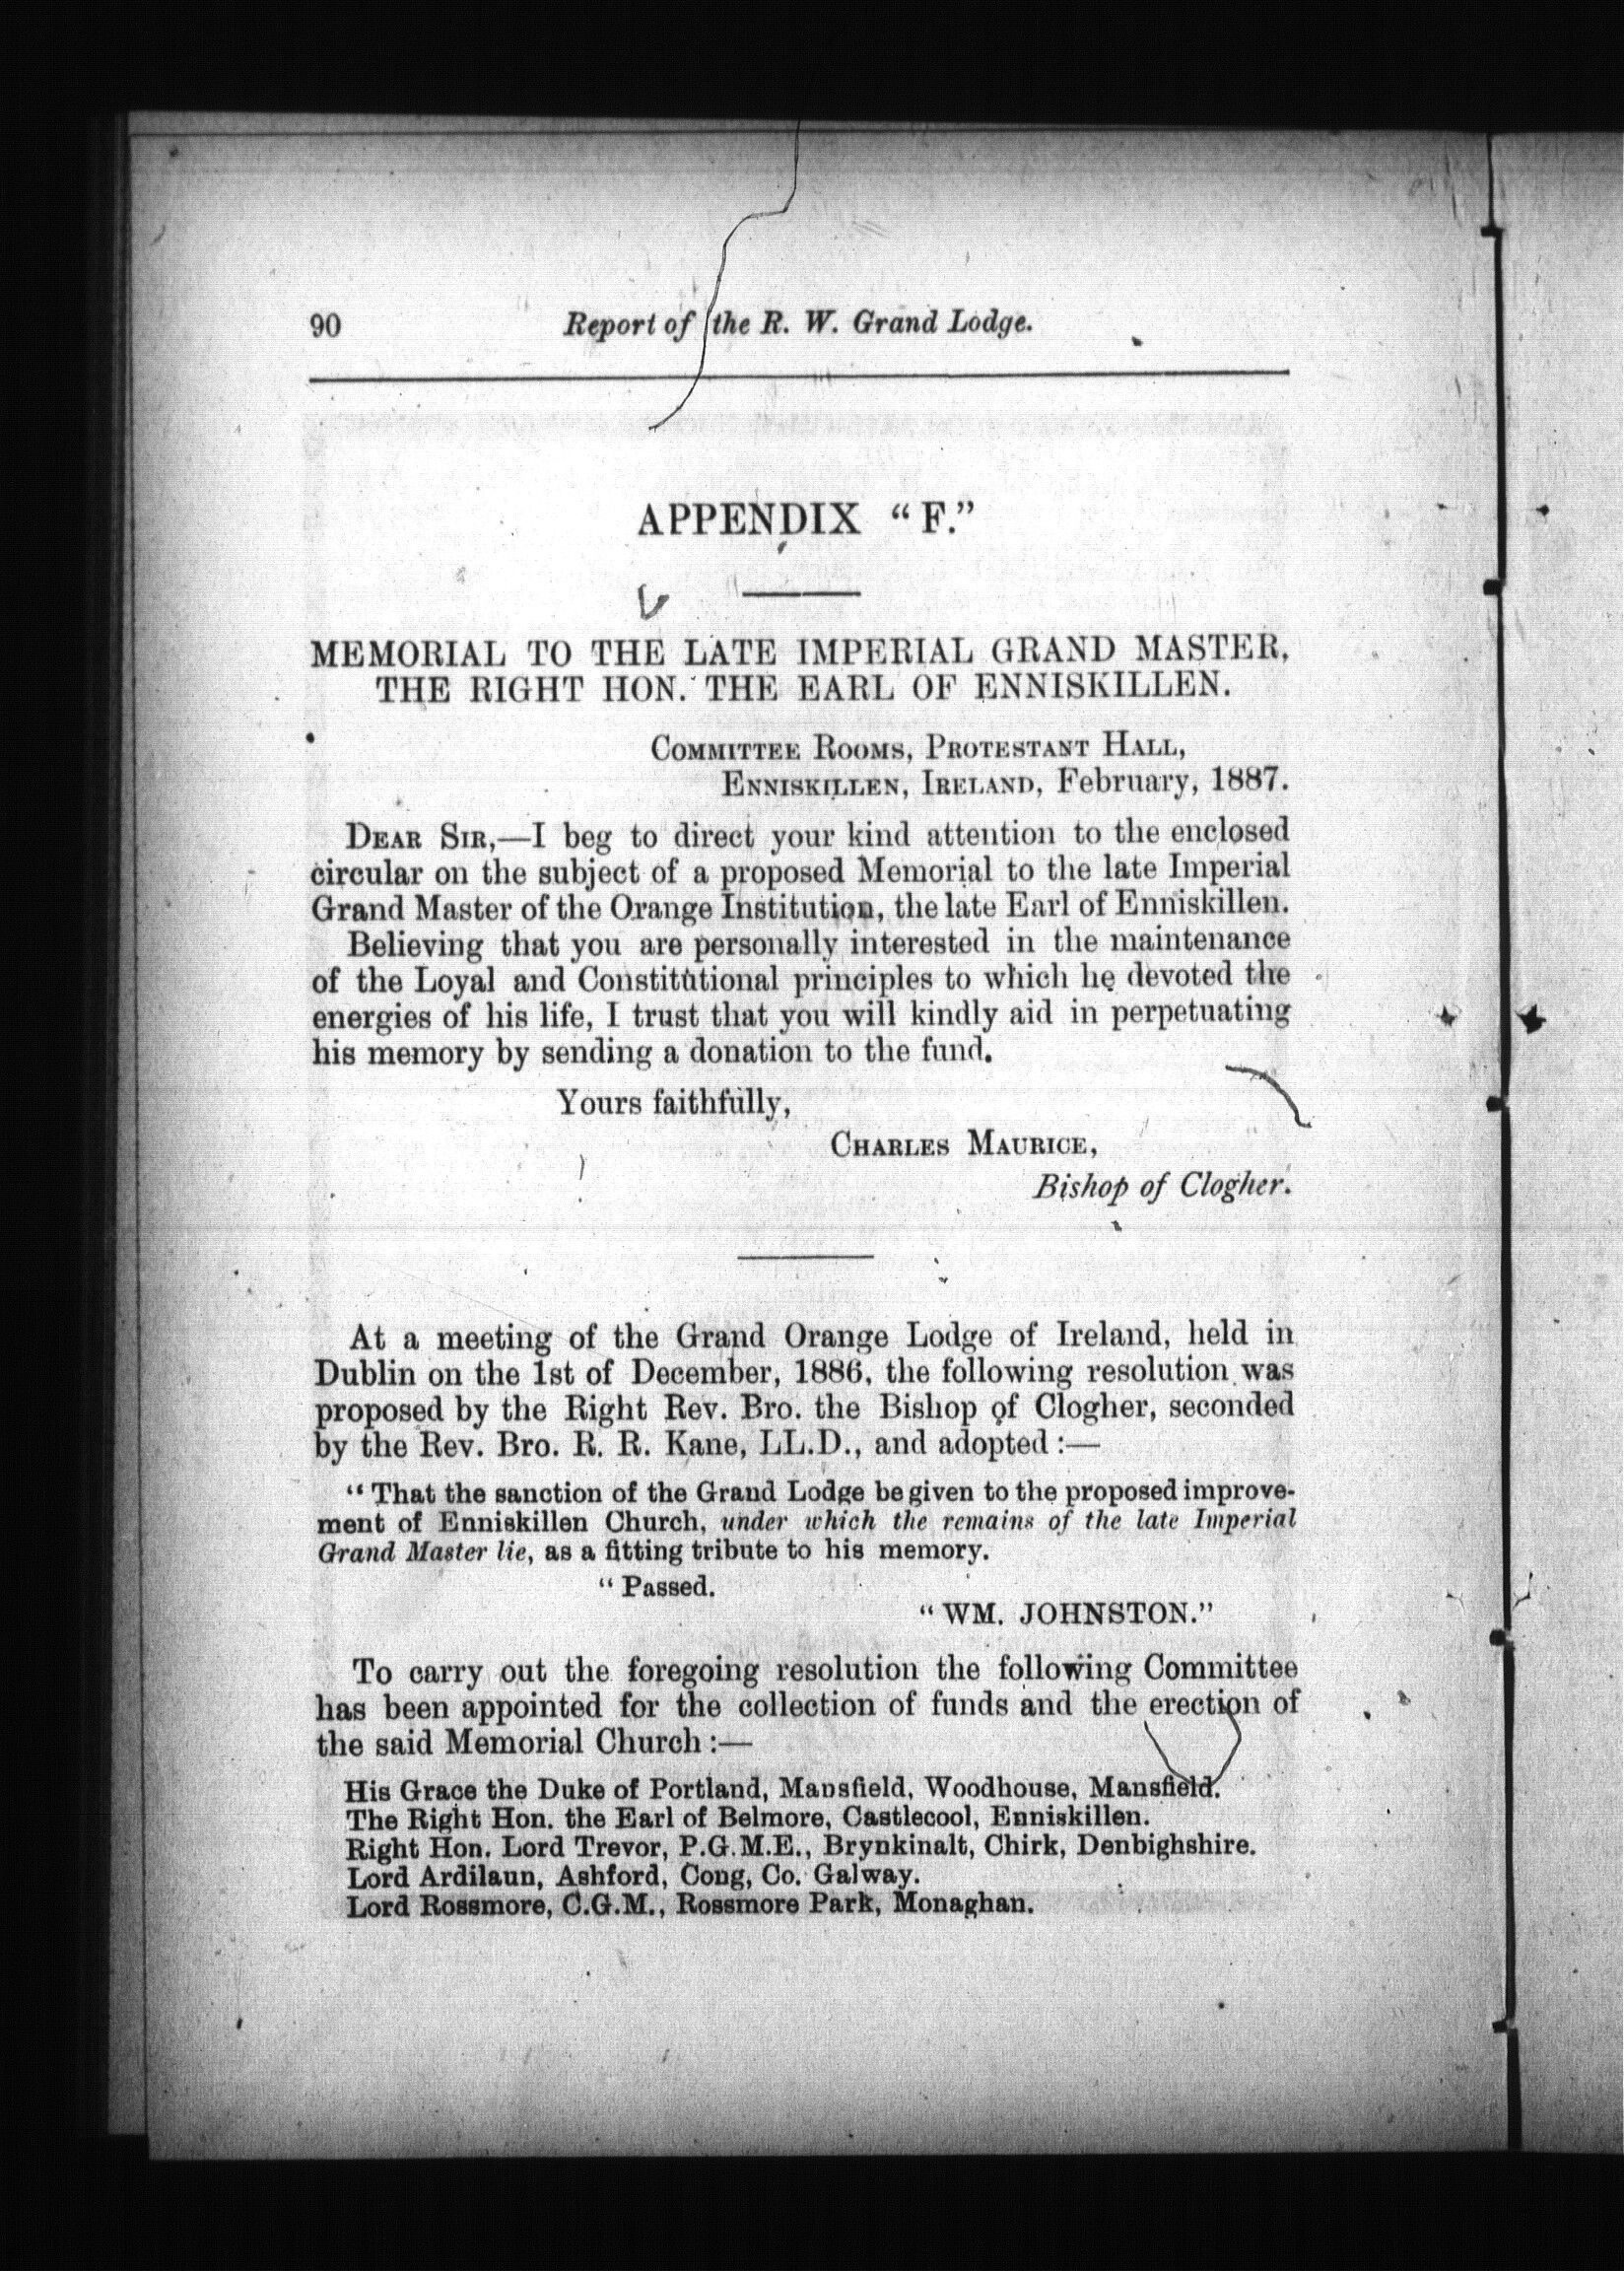 90
Report of the R. W. Grand Lodge.
APPENDIX "F."
MEMORIAL TO THE LATE IMPERIAL GRAND MASTER,
THE RIGHT HON. THE EARL OF ENNISKILLEN.
COMMITTEE ROOMS, PROTESTANT HALL,
ENNISKILLEN, IRELAND, February, 1887.
DEAR SIR,—I beg to direct your kind attention to the enclosed
circular on the subject of a proposed Memorial to the late Imperial
Grand Master of the Orange Institution, the late Earl of Enniskillen.
Believing that you are personally interested in the maintenance
of the Loyal and Constitutional principles to which he devoted the
energies of his life, I trust that you will kindly aid in perpetuating
his memory by sending a donation to the fund.
Yours faithfully,
CHARLES MAURICE,
Bishop of Clogher.
At a meeting of the Grand Orange Lodge of Ireland, held in
Dublin on the 1st of December, 1886, the following resolution was
proposed by the Right Rev. Bro. the Bishop of Clogher, seconded
by the Rev. Bro. R. R. Kane, LL.D., and adopted :—
"That the sanction of the Grand Lodge be given to the proposed improve-
ment of Enniskillen Church, under which the remains of the late Imperial
Grand Master lie, as a fitting tribute to his memory.
"Passed.
"WM. JOHNSTON."
To carry out the foregoing resolution the following Committee
has been appointed for the collection of funds and the erection of
the said Memorial Church :—
His Grace the Duke of Portland, Mansfield, Woodhouse, Mansfield.
The Right Hon. the Earl of Belmore, Castlecool, Enniskillen.
Right Hon. Lord Trevor, P.G.M.E., Brynkinalt, Chirk, Denbighshire.
Lord Ardilaun, Ashford, Cong, Co. Galway.
Lord Rossmore, C.G.M., Rossmore Park, Monaghan.